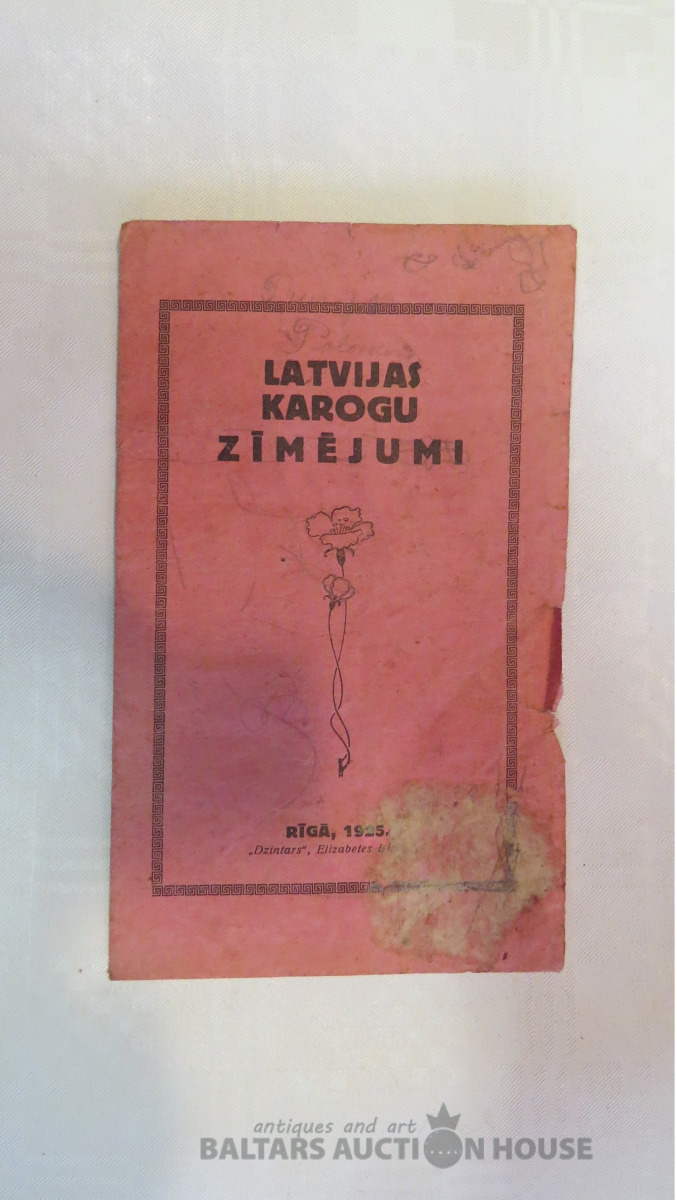 LATVIJAS
KAROGU
ZĪMĒJUMI
RĪGĀ, 1925.
„Dzintars“, Elizabetes
antiques and art
BALTARS AUCTION HOUSE